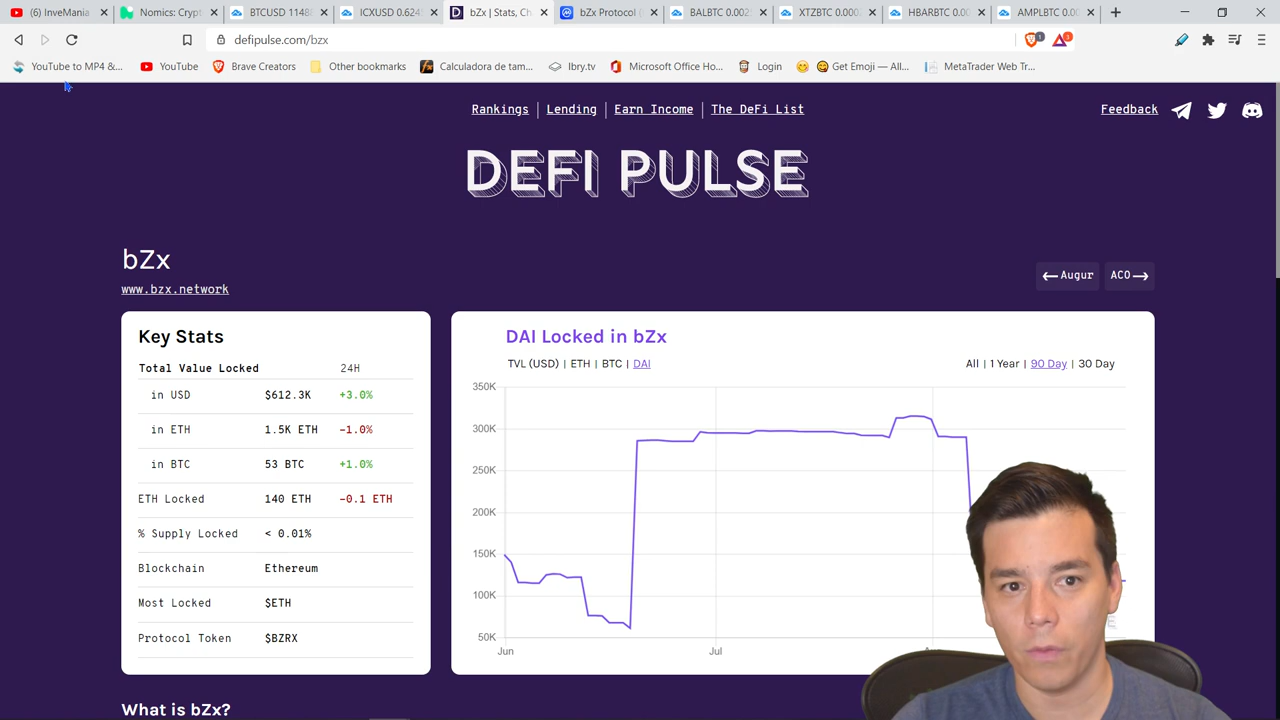 (6) InveMania
Nomics: Crypt
BTCUSD 11488
ICXUSD 0.6245
bZx | Stats, Ch
bZx Protocol (
BALBTC 0.002
XTZBTC 0.000
HBARBTC 0.00
AMPLBTC 0.00
defipulse.com/bzx
YouTube to MP4 &...
YouTube
Brave Creators
Other bookmarks
Calculadora de tam...
lbry.tv
Microsoft Office Ho...
Login
Get Emoji — All...
MetaTrader Web Tr...
Rankings | Lending | Earn Income | The DeFi List
Feedback
DEFI PULSE
bZx
www.bzx.network
←Augur
ACO→
Key Stats
Total Value Locked 24H
in USD $612.3K +3.0%
in ETH 1.5K ETH -1.0%
in BTC 53 BTC +1.0%
ETH Locked 140 ETH -0.1 ETH
% Supply Locked < 0.01%
Blockchain Ethereum
Most Locked $ETH
Protocol Token $BZRX
DAI Locked in bZx
TVL (USD) | ETH | BTC | DAI
All | 1 Year | 90 Day | 30 Day
350K
300K
250K
200K
150K
100K
50K
Jun
Jul
What is bZx?